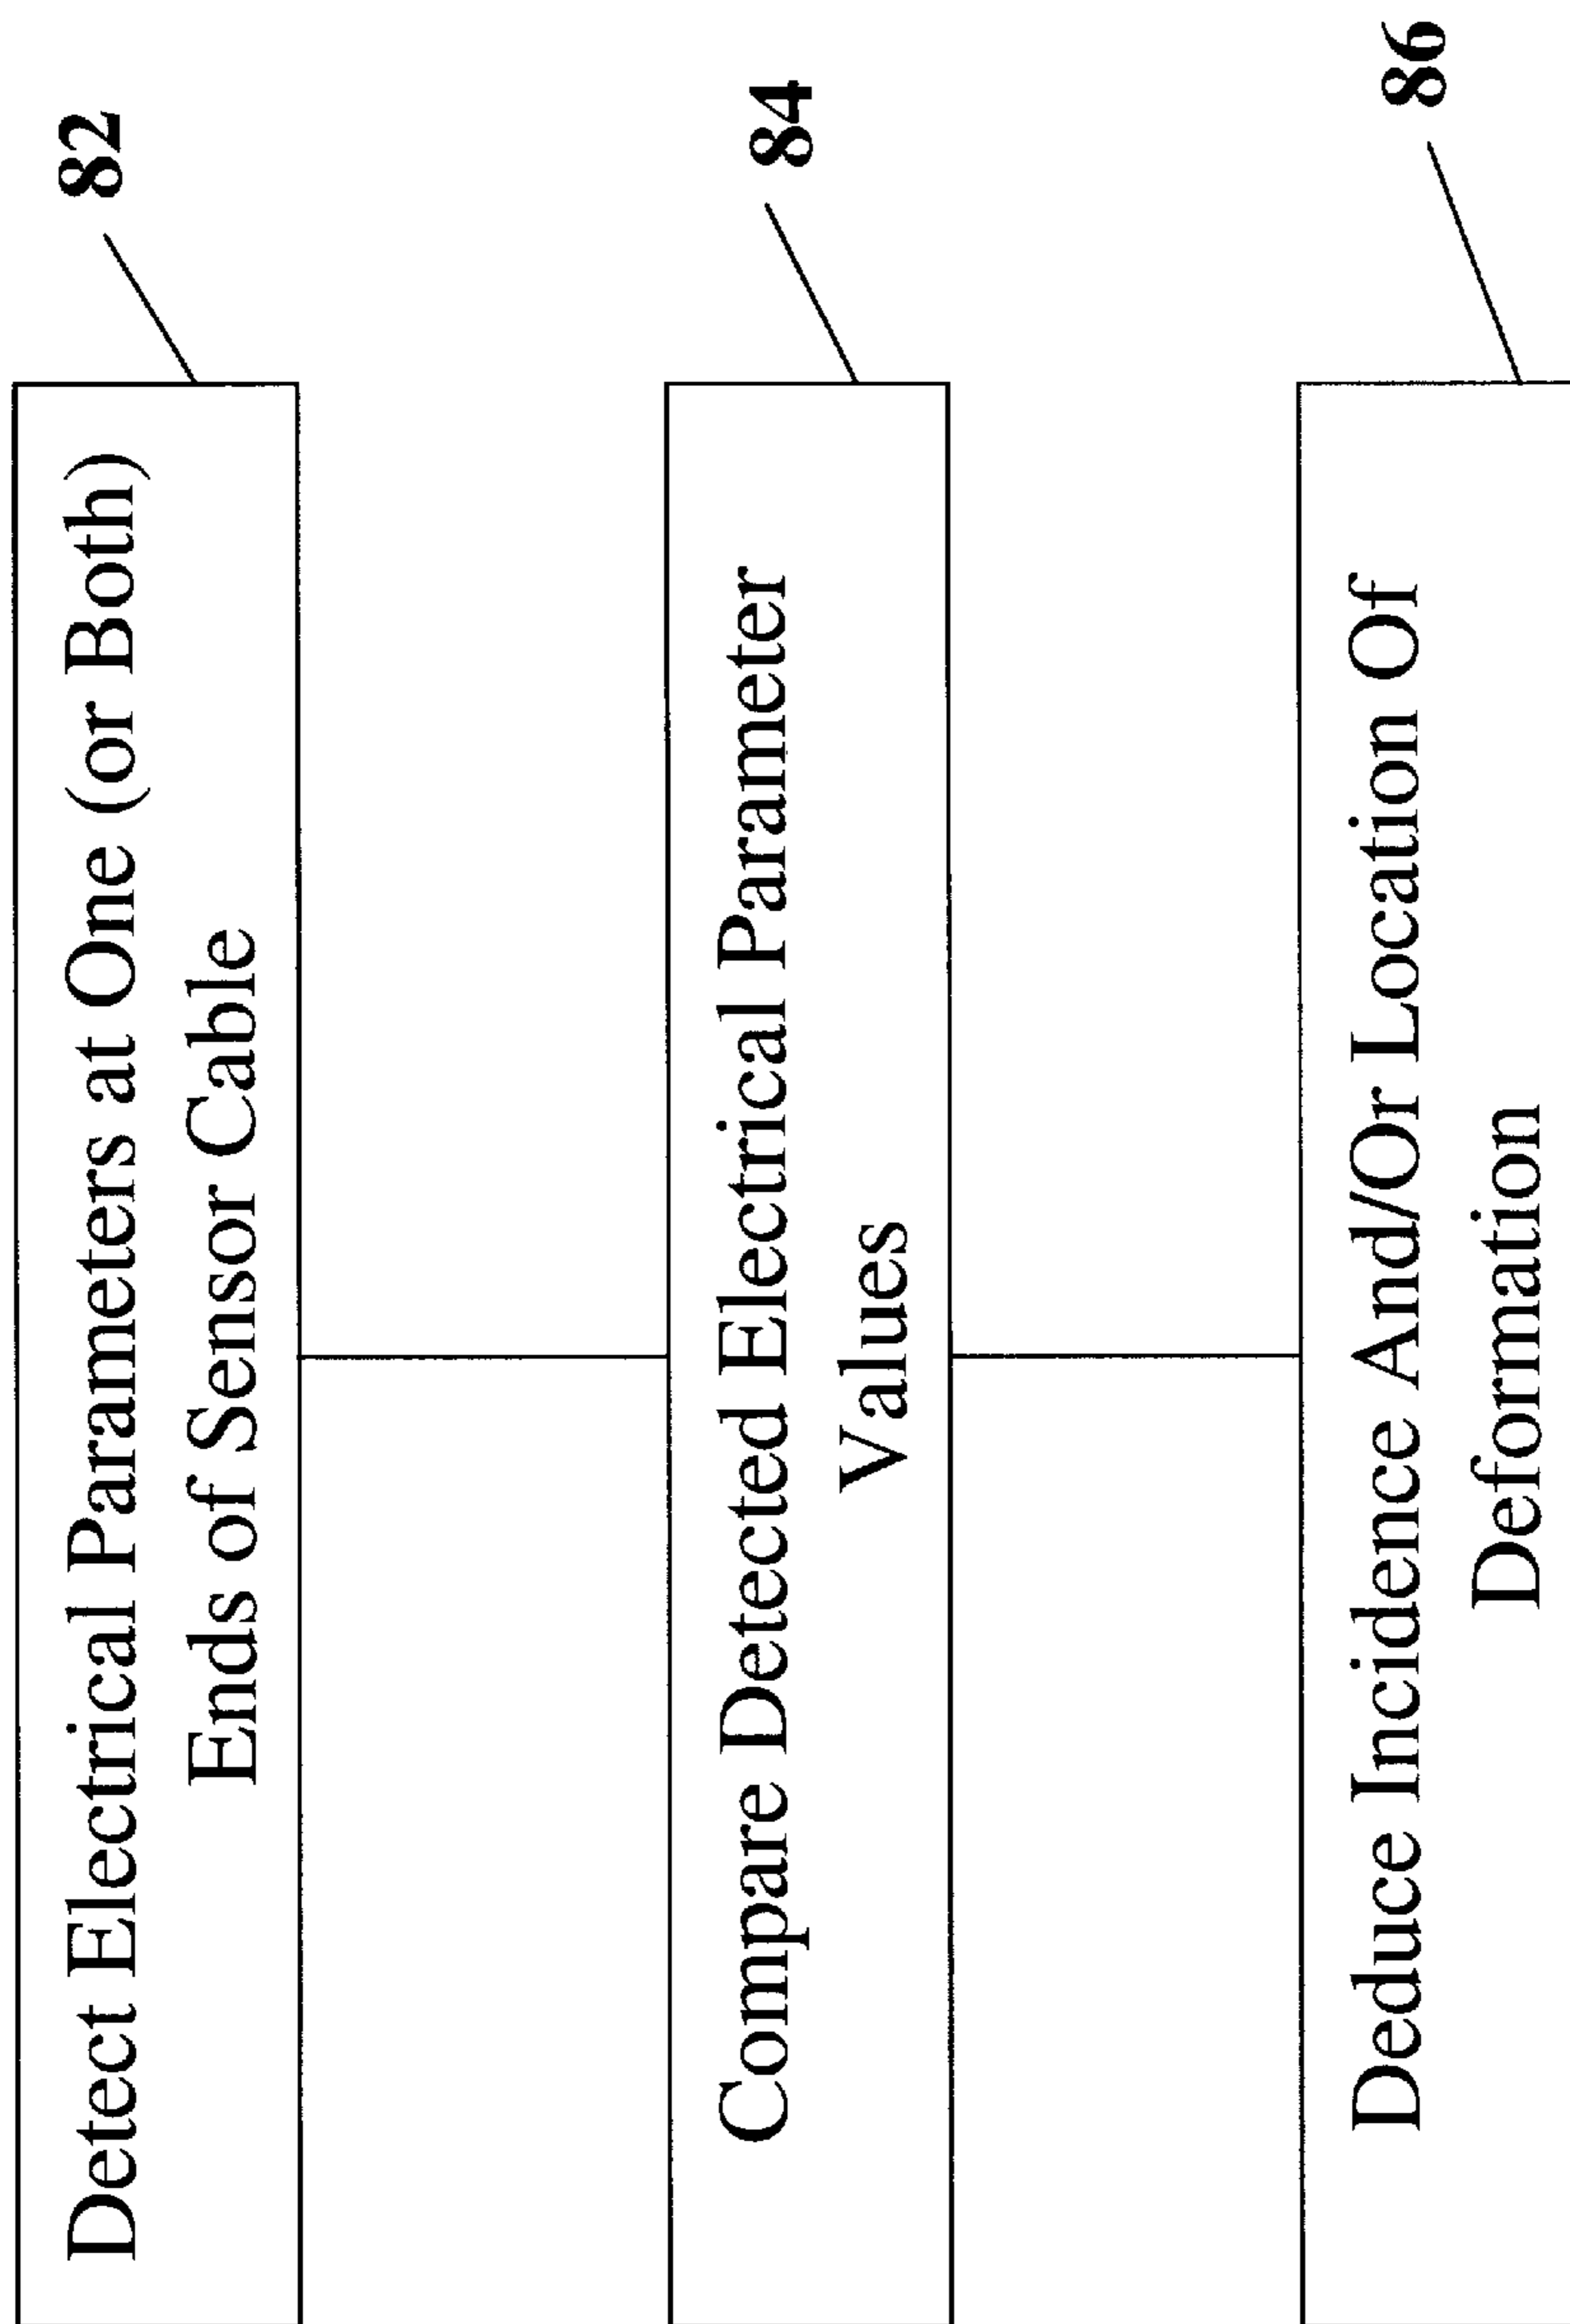 Detect Electrical Parameters at One (or Both)
Ends of Sensor Cable
82
Compare Detected Electrical Parameter
Values
84
Deduce Incidence And/Or Location Of
Deformation
86